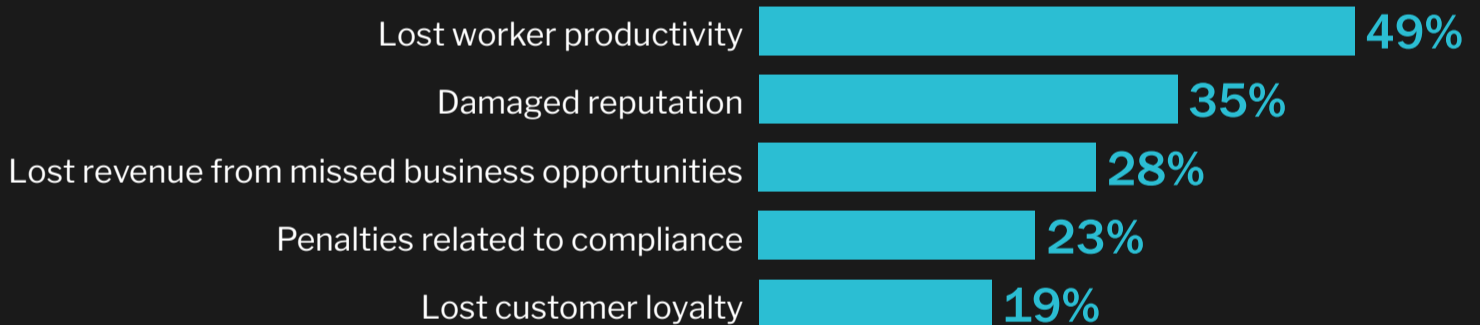 Lost worker productivity 49%
Damaged reputation 35%
Lost revenue from missed business opportunities 28%
Penalties related to compliance 23%
Lost customer loyalty 19%